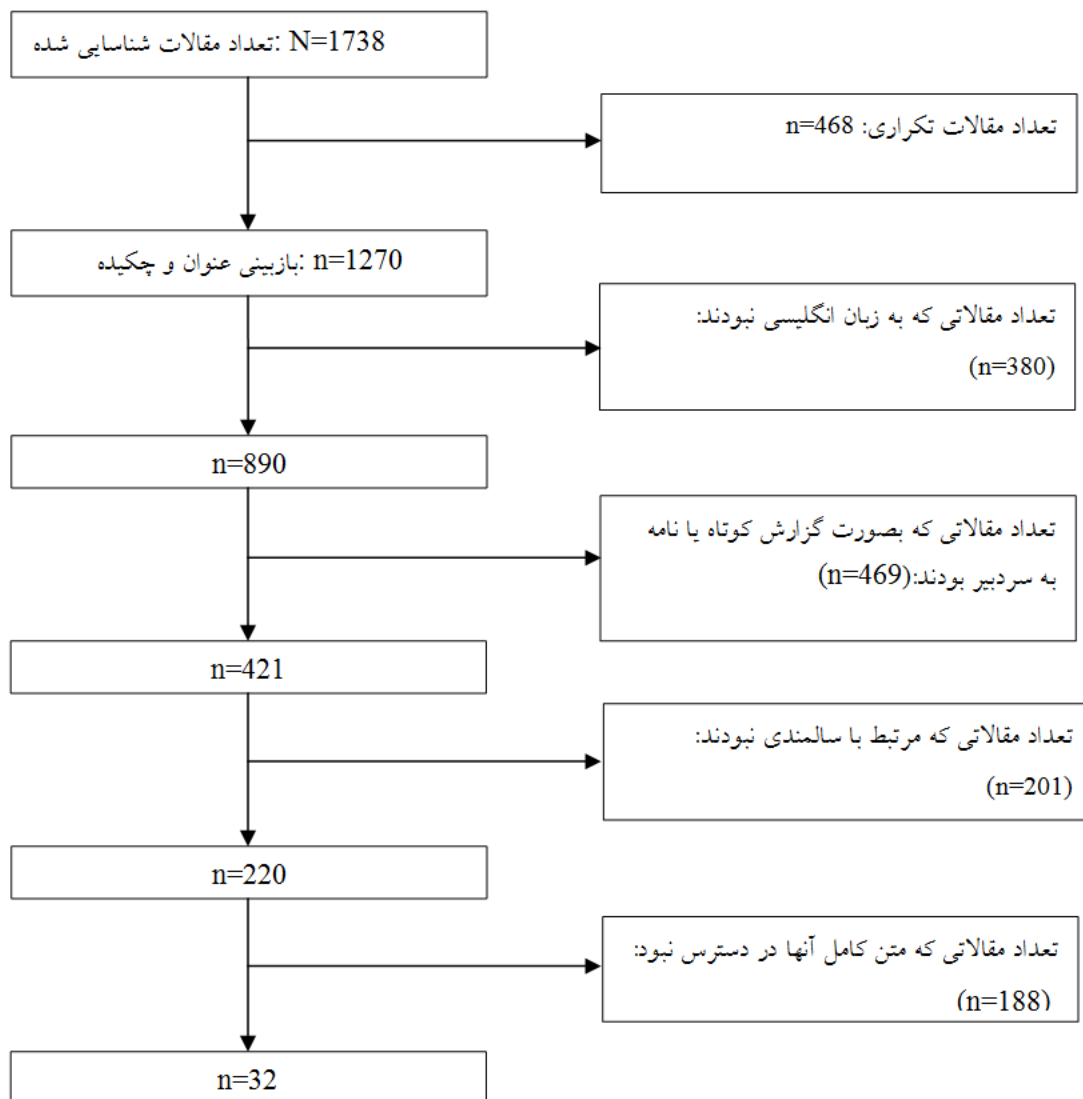 تعداد مقالات شناسایی شده: N=1738
تعداد مقالات تکراری: n=468
بازبینی عنوان و چکیده: n=1270
تعداد مقالاتی که به زبان انگلیسی نبودند:
(n=380)
n=890
تعداد مقالاتی که بصورت گزارش کوتاه یا نامه
به سردبیر بودند:(n=469)
n=421
تعداد مقالاتی که مرتبط با سالمندی نبودند:
(n=201)
n=220
تعداد مقالاتی که متن کامل آنها در دسترس نبود:
(n=188)
n=32